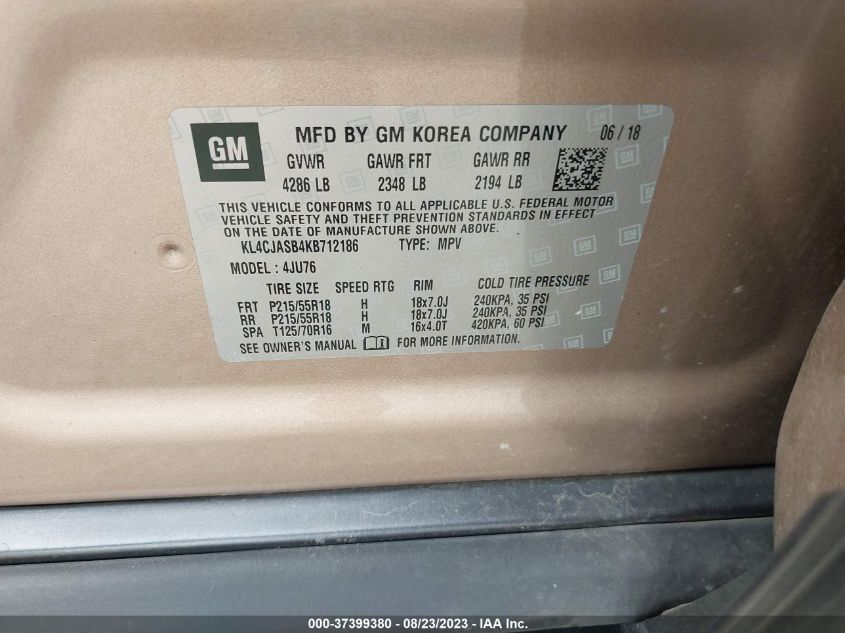 GM MFD BY GM KOREA COMPANY 06 / 18
GVWR GAWR FRT GAWR RR
4286 LB 2348 LB 2194 LB
THIS VEHICLE CONFORMS TO ALL APPLICABLE U.S. FEDERAL MOTOR
VEHICLE SAFETY AND THEFT PREVENTION STANDARDS IN EFFECT
ON THE DATE OF MANUFACTURE SHOWN ABOVE.
KL4CJASB4KB712186 TYPE: MPV
MODEL : 4JU76
TIRE SIZE SPEED RTG RIM COLD TIRE PRESSURE
FRT P215/55R18 H 18x7.0J 240KPA, 35 PSI
RR P215/55R18 H 18x7.0J 240KPA, 35 PSI
SPA T125/70R16 M 16x4.0T 420KPA, 60 PSI
SEE OWNER'S MANUAL FOR MORE INFORMATION.
000-37399380 - 08/23/2023 - IAA Inc.